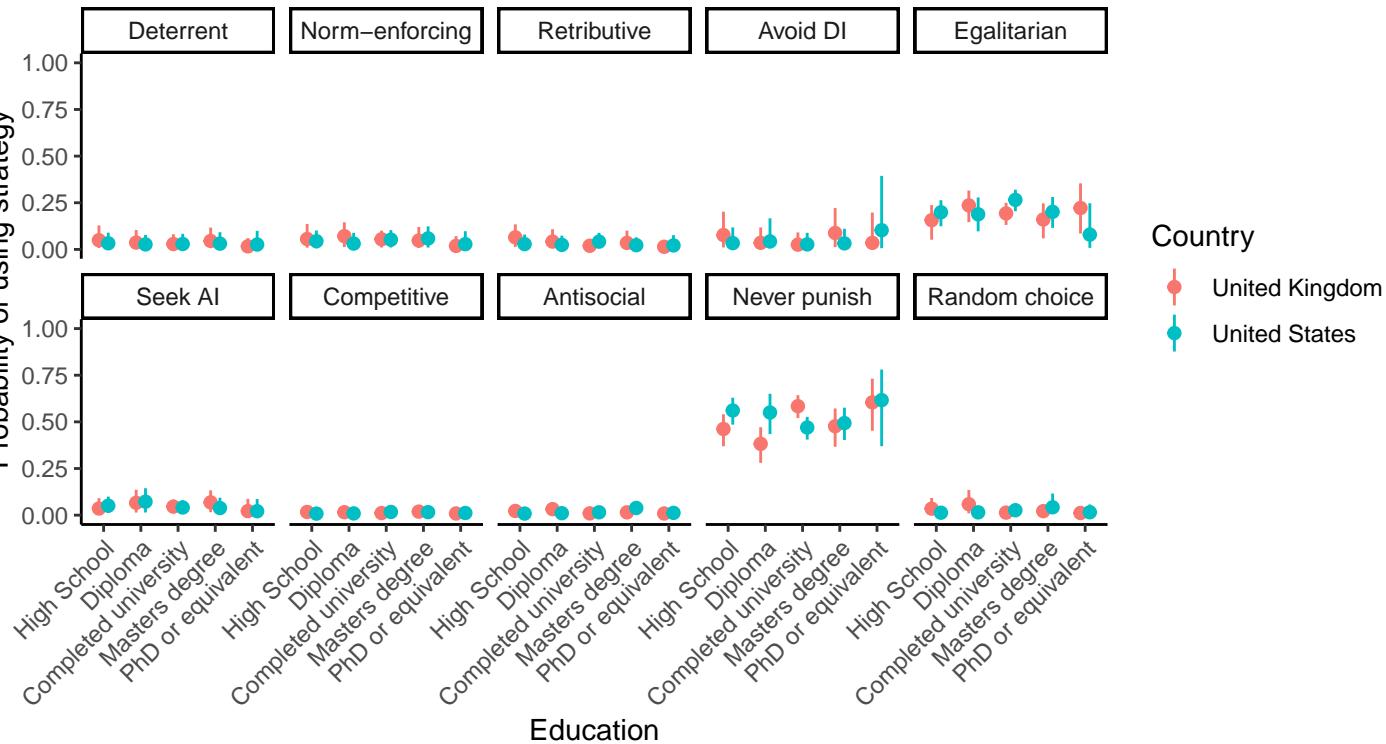 Deterrent
Norm−enforcing
Retributive
Avoid DI
Egalitarian
1.00
0.75
0.50
0.25
0.00
Probability of using strategy
Seek AI
Competitive
Antisocial
Never punish
Random choice
1.00
0.75
0.50
0.25
0.00
High School
Diploma
Completed university
Masters degree
PhD or equivalent
High School
Diploma
Completed university
Masters degree
PhD or equivalent
High School
Diploma
Completed university
Masters degree
PhD or equivalent
High School
Diploma
Completed university
Masters degree
PhD or equivalent
High School
Diploma
Completed university
Masters degree
PhD or equivalent
Education
Country
United Kingdom
United States